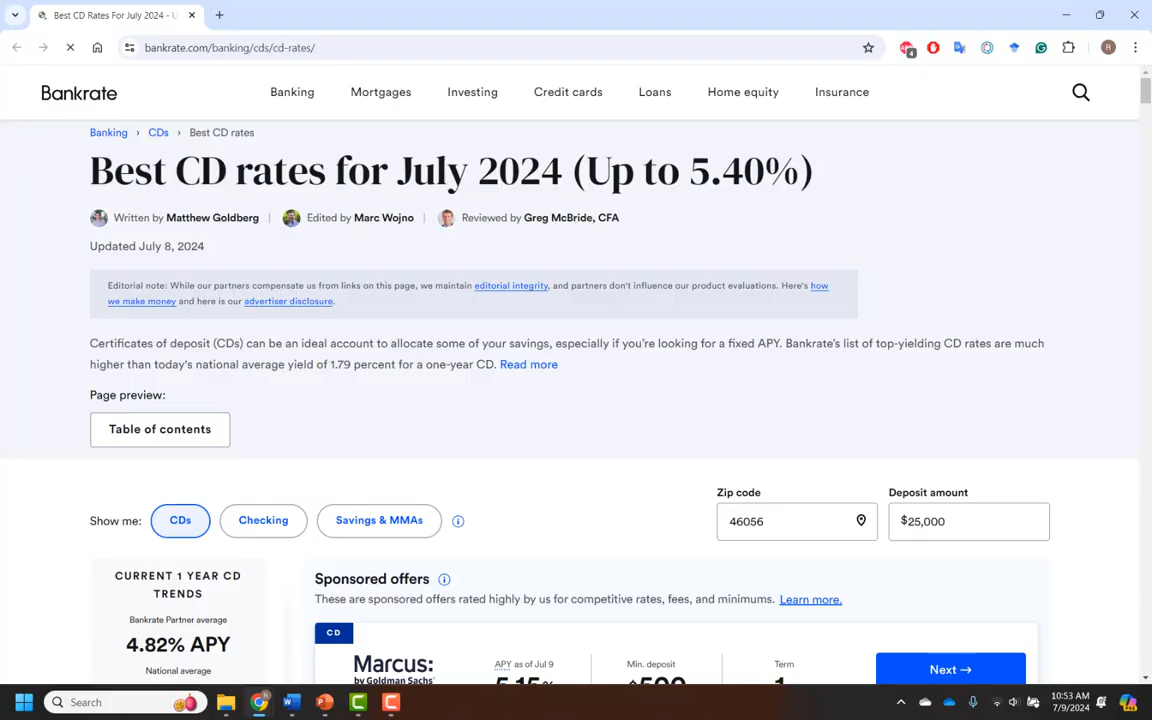 Best CD Rates For July 2024 - U
bankrate.com/banking/cds/cd-rates/
4
R
Bankrate
Banking
Mortgages
Investing
Credit cards
Loans
Home equity
Insurance
Banking › CDs › Best CD rates
Best CD rates for July 2024 (Up to 5.40%)
Written by Matthew Goldberg | Edited by Marc Wojno | Reviewed by Greg McBride, CFA
Updated July 8, 2024
Editorial note: While our partners compensate us from links on this page, we maintain editorial integrity, and partners don't influence our product evaluations. Here's how
we make money and here is our advertiser disclosure.
Certificates of deposit (CDs) can be an ideal account to allocate some of your savings, especially if you're looking for a fixed APY. Bankrate's list of top-yielding CD rates are much
higher than today's national average yield of 1.79 percent for a one-year CD. Read more
Page preview:
Table of contents
Zip code
Deposit amount
Show me:
CDs
Checking
Savings & MMAs
46056
$25,000
CURRENT 1 YEAR CD
TRENDS
Bankrate Partner average
4.82% APY
National average
Sponsored offers
These are sponsored offers rated highly by us for competitive rates, fees, and minimums. Learn more.
CD
Marcus:
by Goldman Sachs
APY as of Jul 9
5.15%
Min. deposit
$500
Term
1
Next →
Search
10:53 AM
7/9/2024